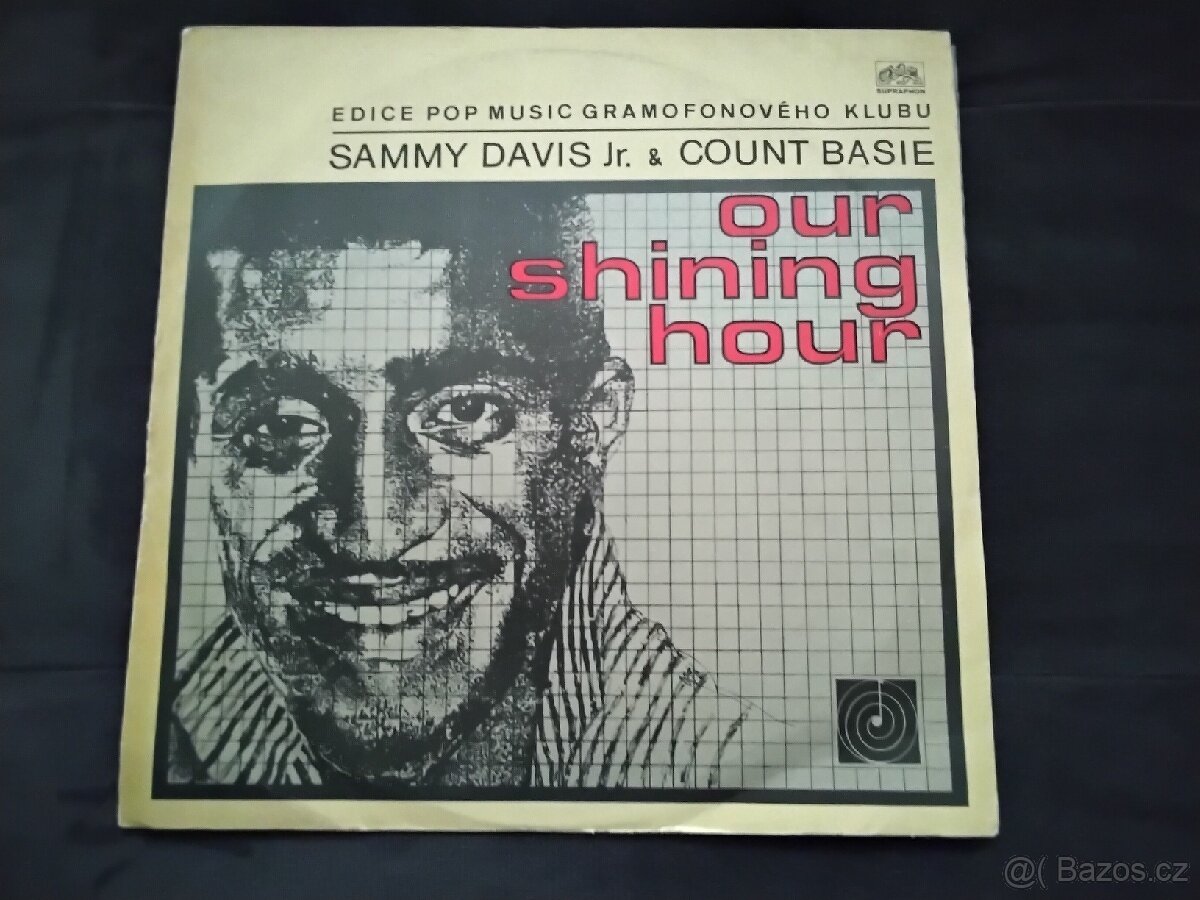 SUPRAPHON
EDICE POP MUSIC GRAMOFONOVÉHO KLUBU
SAMMY DAVIS Jr. & COUNT BASIE
our
shining
hour
@( Bazos.cz